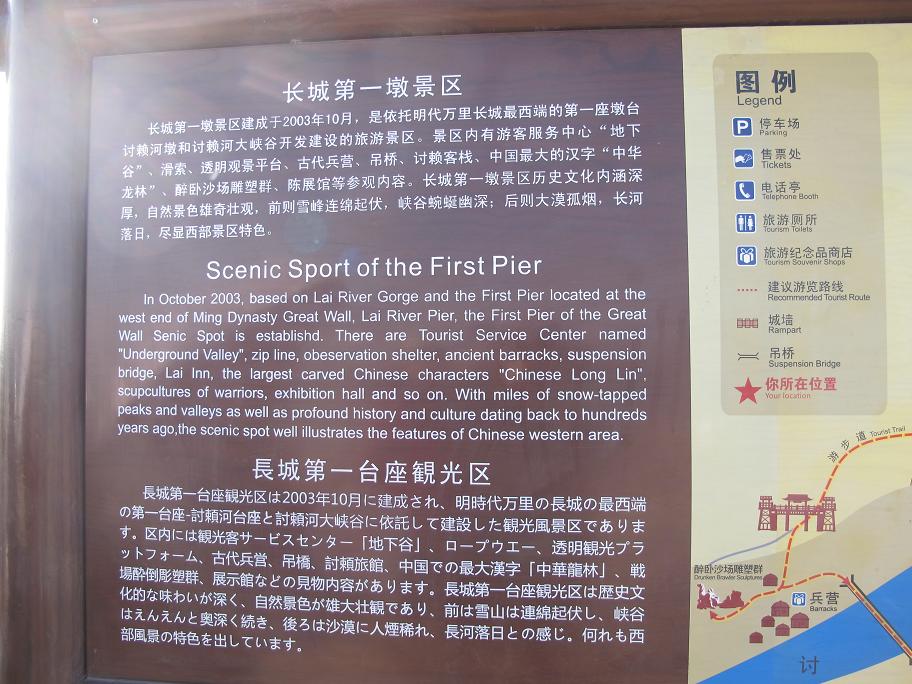 长城第一墩景区
长城第一墩景区建成于2003年10月，是依托明代万里长城最西端的第一座墩台
讨赖河墩和讨赖河大峡谷开发建设的旅游景区。景区内有游客服务中心“地下
谷”、滑索、透明观景平台、古代兵营、吊桥、讨赖客栈、中国最大的汉字“中华
龙林”、醉卧沙场雕塑群、陈展馆等参观内容。长城第一墩景区历史文化内涵深
厚，自然景色雄奇壮观，前则雪峰连绵起伏，峡谷蜿蜒幽深；后则大漠孤烟，长河
落日，尽显西部景区特色。
Scenic Sport of the First Pier
In October 2003, based on Lai River Gorge and the First Pier located at the
west end of Ming Dynasty Great Wall, Lai River Pier, the First Pier of the Great
Wall Senic Spot is establishd. There are Tourist Service Center named
"Underground Valley", zip line, obeservation shelter, ancient barracks, suspension
bridge, Lai Inn, the largest carved Chinese characters "Chinese Long Lin",
scupcultures of warriors, exhibition hall and so on. With miles of snow-tapped
peaks and valleys as well as profound history and culture dating back to hundreds
years ago,the scenic spot well illustrates the features of Chinese western area.
長城第一台座観光区
長城第一台座観光区は2003年10月に建成され、明時代万里の長城の最西端
の第一台座-討頼河台座と討頼河大峡谷に依託して建設した観光風景区でありま
す。区内には観光客サービスセンター「地下谷」、ロープウエー、透明観光プラ
ットフォーム、古代兵営、吊橋、討頼旅館、中国での最大漢字「中華龍林」、戦
場酔倒彫塑群、展示館などの見物内容があります。長城第一台座観光区は歴史文
化的な味わいが深く、自然景色が雄大壮観であり、前は雪山は連綿起伏し、峡谷
はえんえんと奥深く続き、後ろは沙漠に人煙稀れ、長河落日との感じ。何れも西
部風景の特色を出しています。
图例
Legend
P 停车场
Parking
售票处
Tickets
电话亭
Telephone Booth
旅游厕所
Tourism Toilets
旅游纪念品商店
Tourism Souvenir Shops
建议游览路线
Recommended Tourist Route
城墙
Rampart
吊桥
Suspension Bridge
你所在位置
Your location
游步道 Tourist Trail
醉卧沙场雕塑群
Drunken Brawler Sculptures
兵营
Barracks
讨